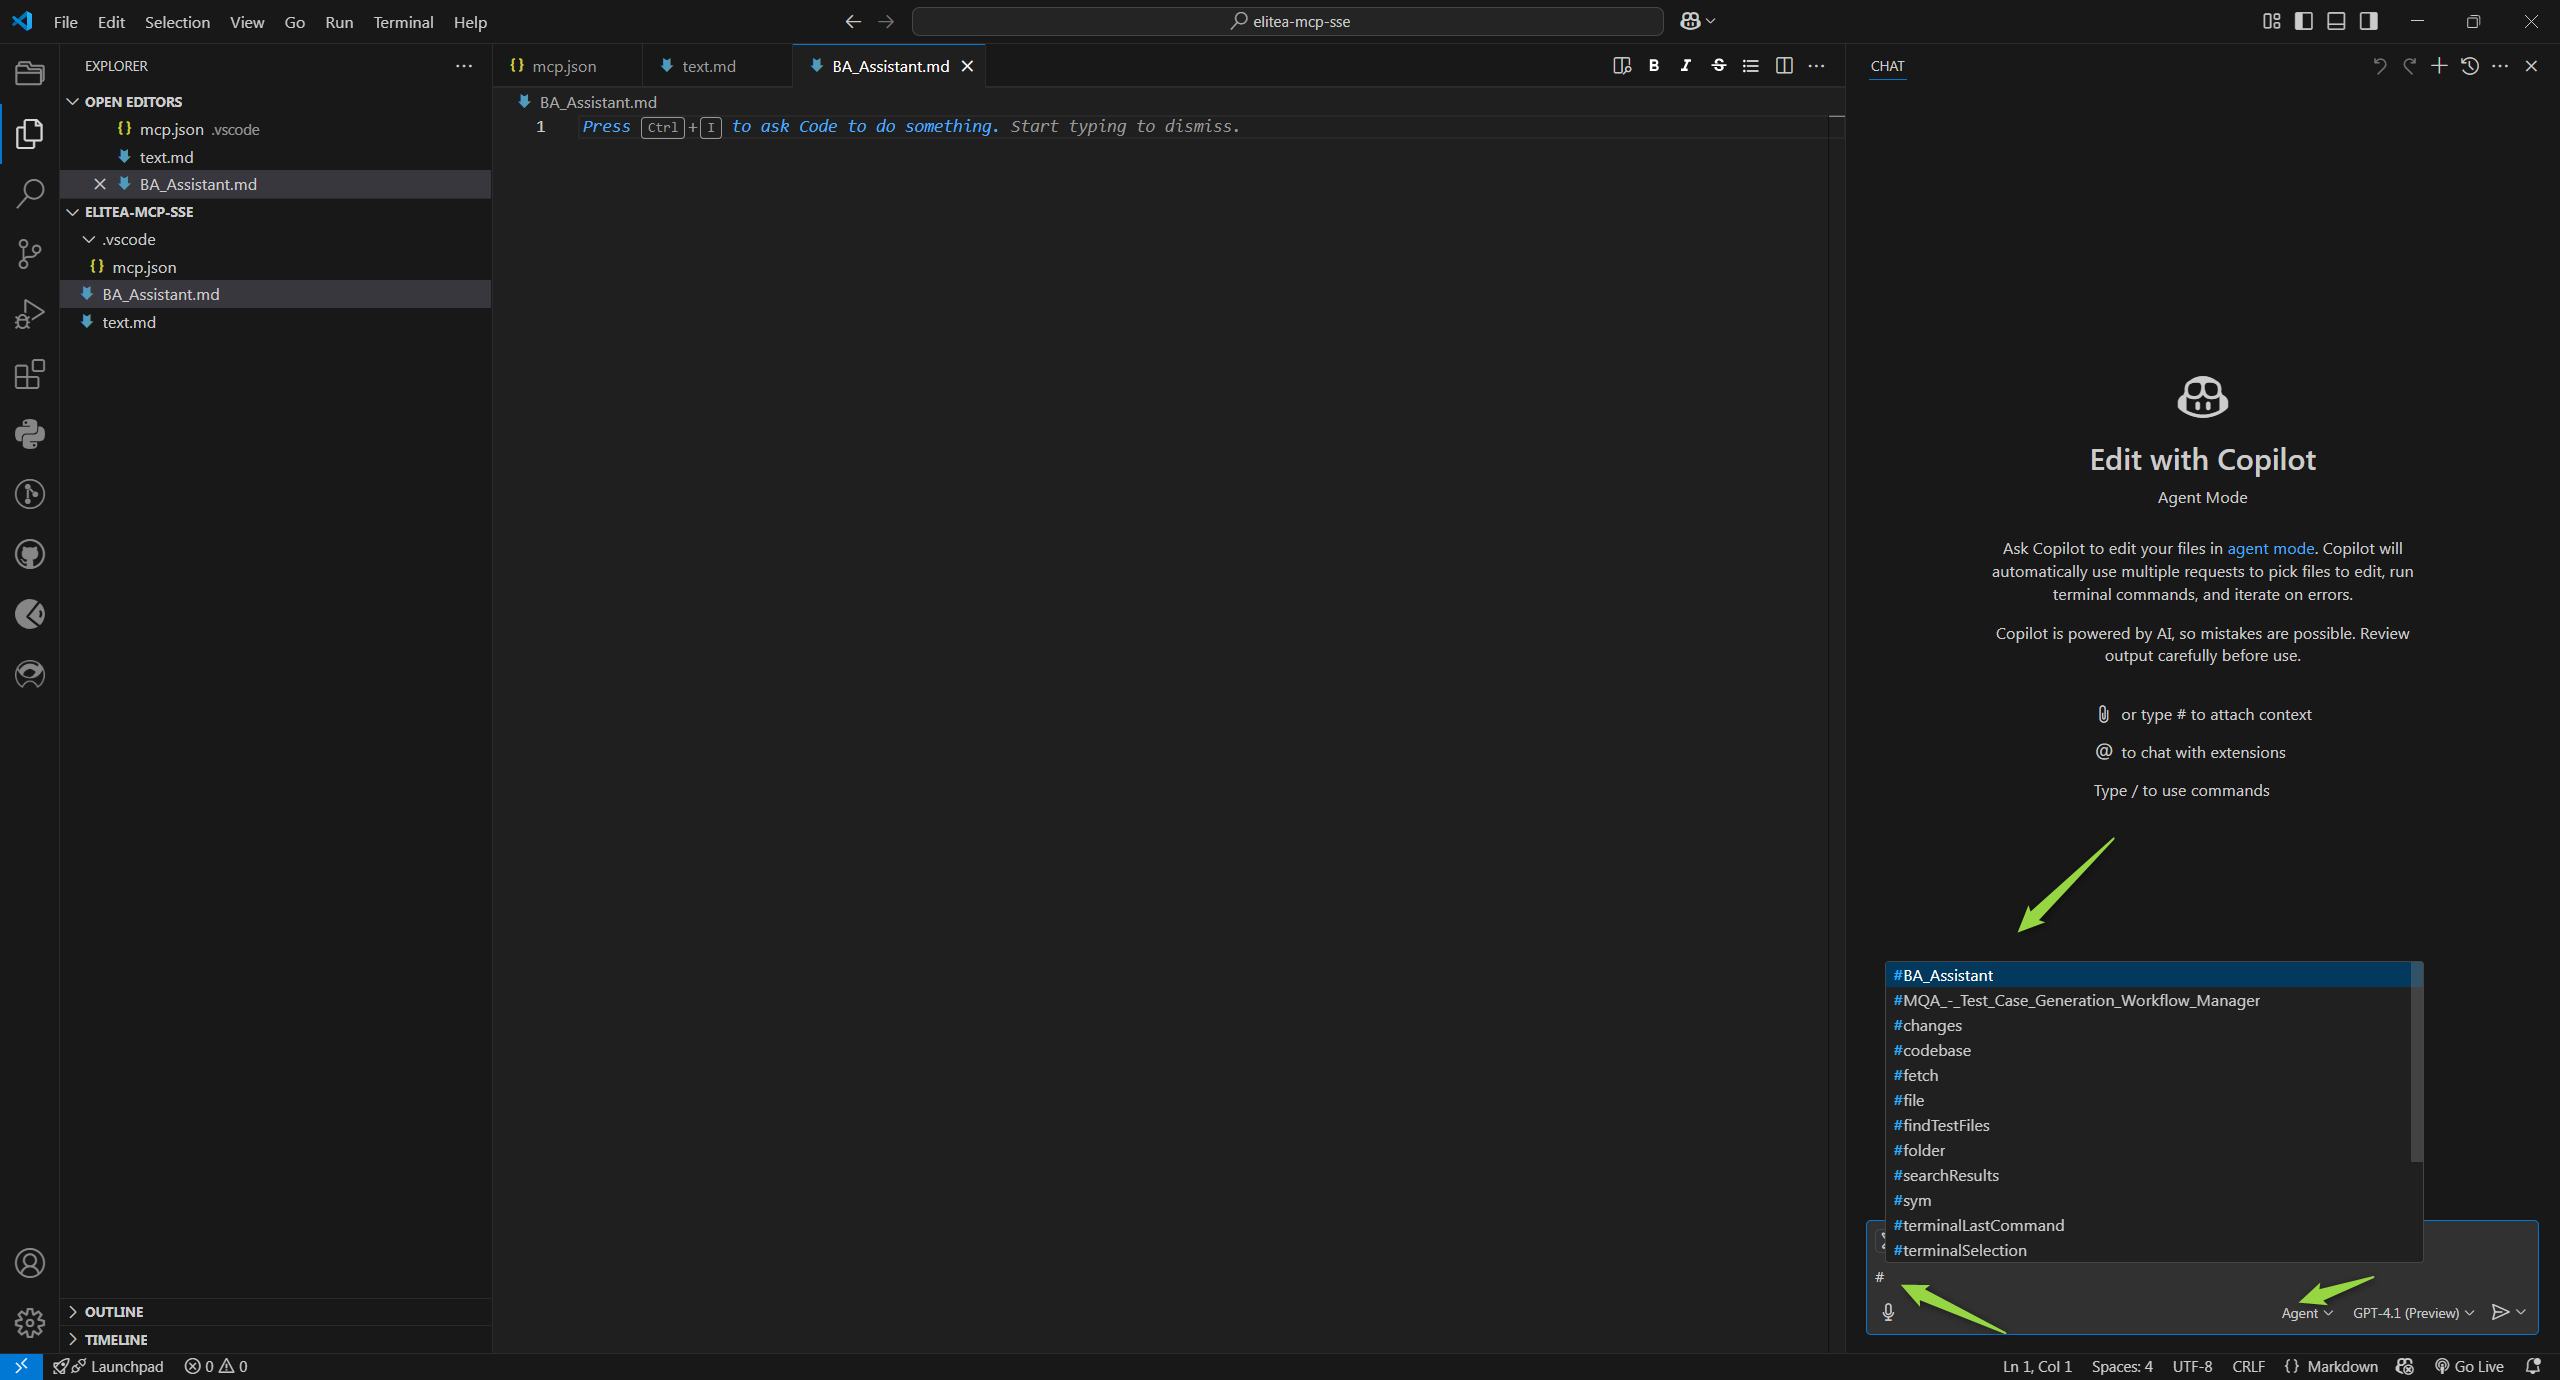 File Edit Selection View Go Run Terminal Help
elitea-mcp-sse
EXPLORER
OPEN EDITORS
{} mcp.json .vscode
text.md
BA_Assistant.md
ELITEA-MCP-SSE
.vscode
{} mcp.json
BA_Assistant.md
text.md
OUTLINE
TIMELINE
{} mcp.json
text.md
BA_Assistant.md
B I S
BA_Assistant.md
1 Press Ctrl+I to ask Code to do something. Start typing to dismiss.
CHAT
Edit with Copilot
Agent Mode
Ask Copilot to edit your files in agent mode. Copilot will
automatically use multiple requests to pick files to edit, run
terminal commands, and iterate on errors.
Copilot is powered by AI, so mistakes are possible. Review
output carefully before use.
or type # to attach context
@ to chat with extensions
Type / to use commands
#BA_Assistant
#MQA_-_Test_Case_Generation_Workflow_Manager
#changes
#codebase
#fetch
#file
#findTestFiles
#folder
#searchResults
#sym
#terminalLastCommand
#terminalSelection
#
Agent GPT-4.1 (Preview)
Launchpad 0 0
Ln 1, Col 1 Spaces: 4 UTF-8 CRLF {} Markdown Go Live